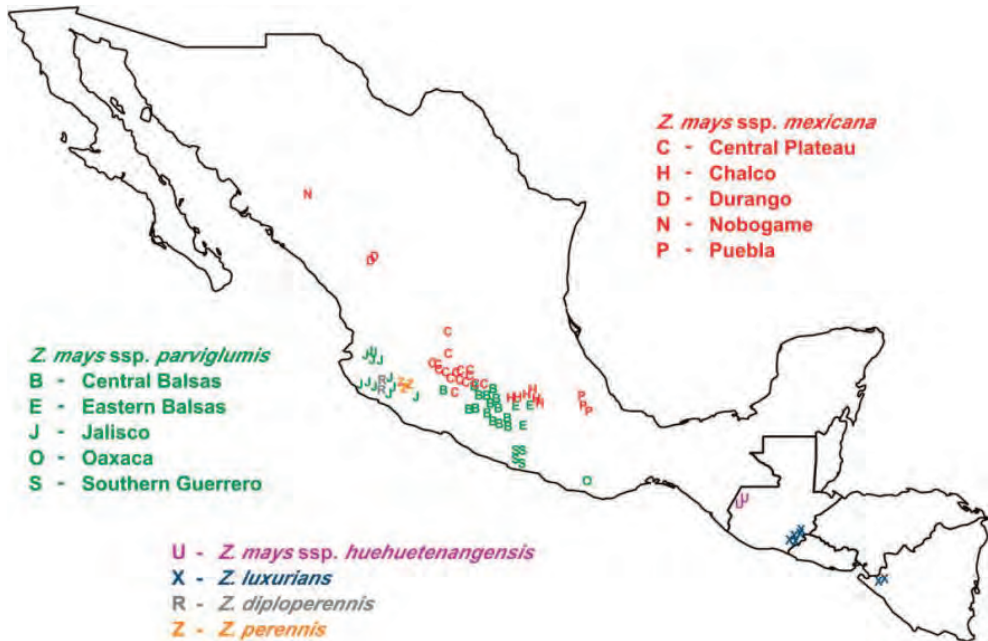 Z. mays ssp. mexicana
C - Central Plateau
H - Chalco
D - Durango
N - Nobogame
P - Puebla
Z. mays ssp. parviglumis
B - Central Balsas
E - Eastern Balsas
J - Jalisco
O - Oaxaca
S - Southern Guerrero
U - Z. mays ssp. huehuetenangensis
X - Z. luxurians
R - Z. diploperennis
Z - Z. perennis